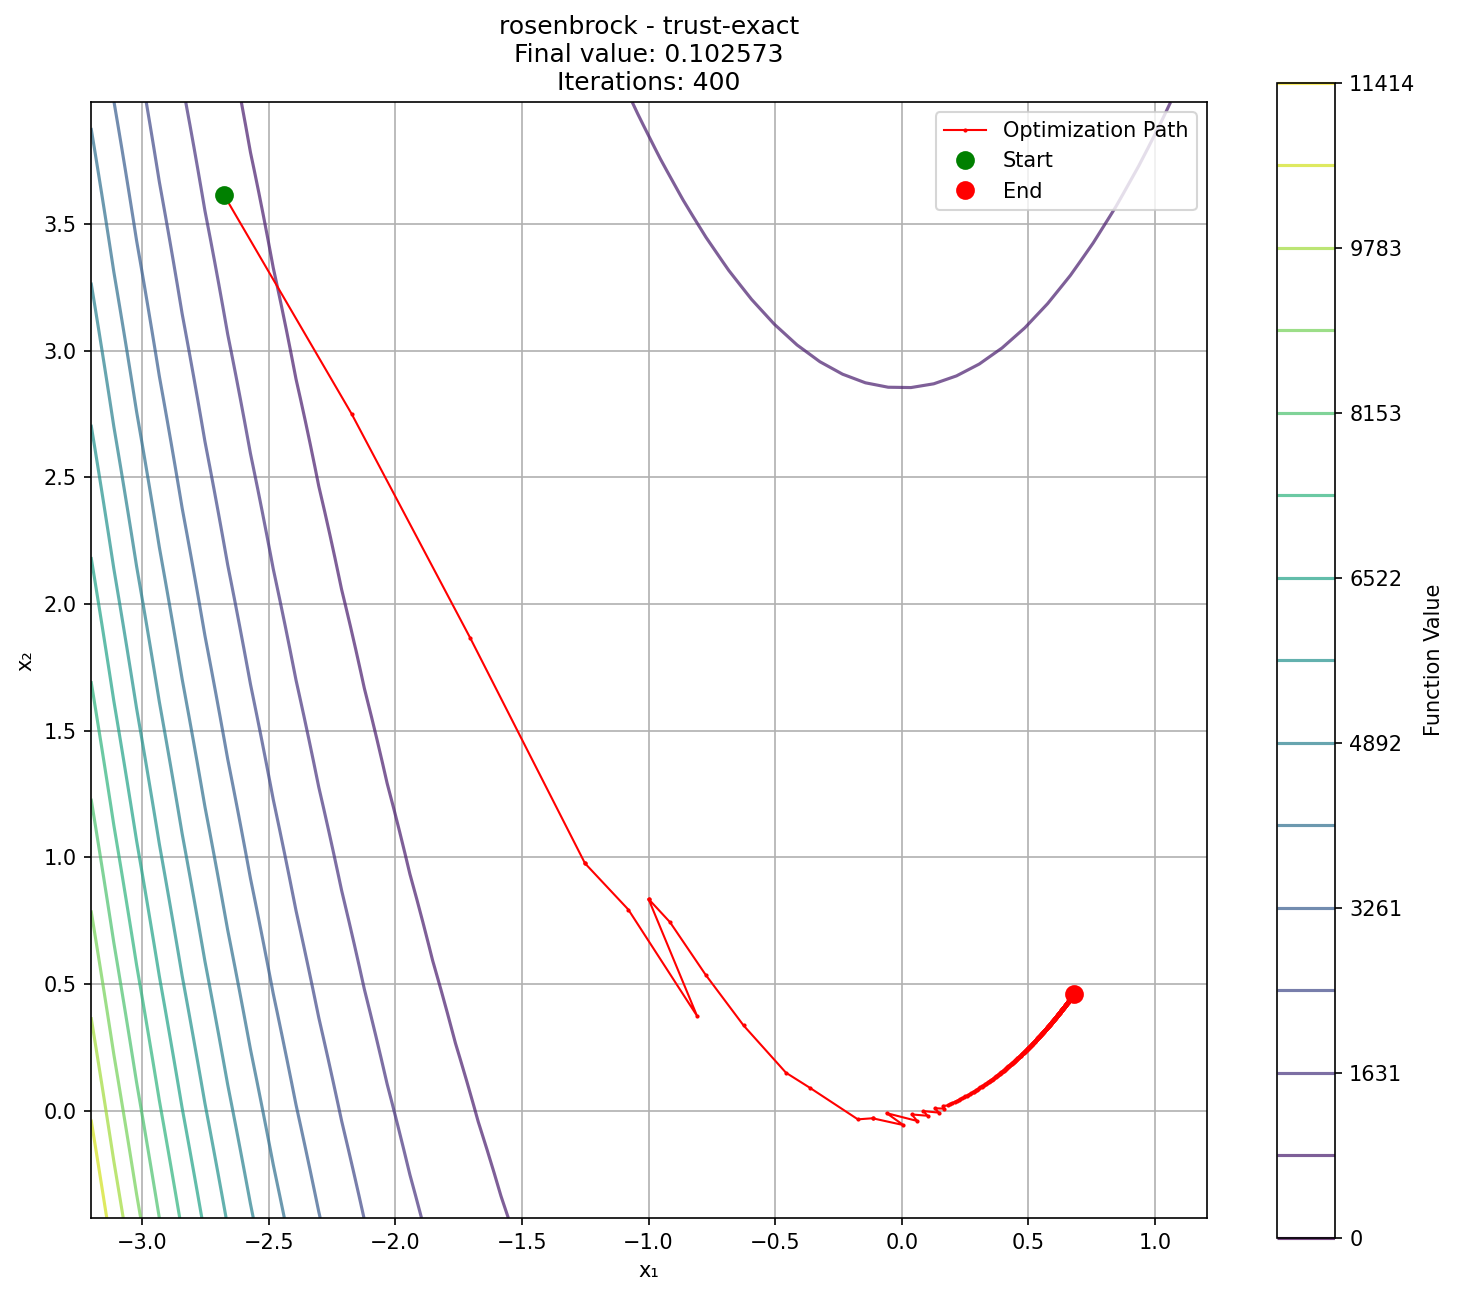 rosenbrock - trust-exact
Final value: 0.102573
Iterations: 400
Optimization Path
Start
End
3.5
3.0
2.5
2.0
1.5
1.0
0.5
0.0
x₂
−3.0 −2.5 −2.0 −1.5 −1.0 −0.5 0.0 0.5 1.0
x₁
11414
9783
8153
6522
4892
3261
1631
0
Function Value